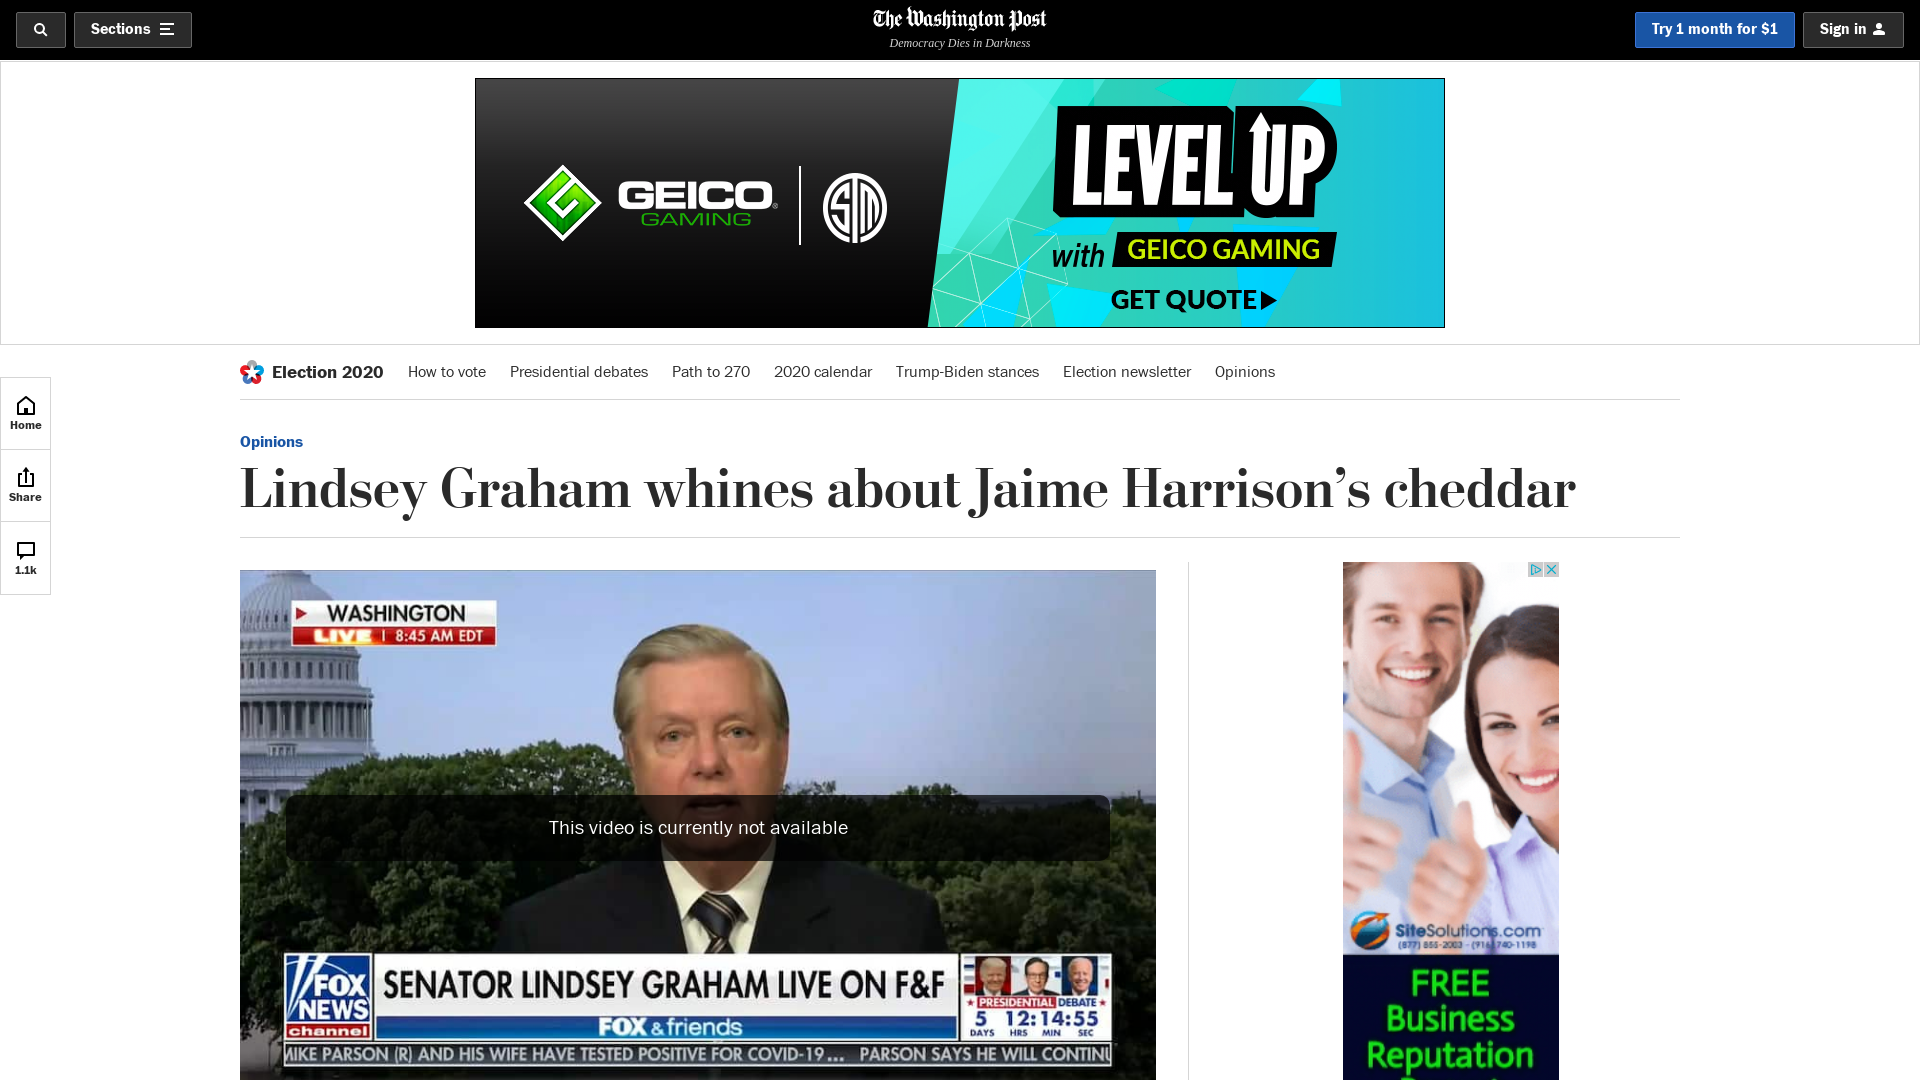 Sections
The Washington Post
Democracy Dies in Darkness
Try 1 month for $1
Sign in
GEICO
GAMING
TSM
LEVEL UP
with GEICO GAMING
GET QUOTE
Election 2020
How to vote
Presidential debates
Path to 270
2020 calendar
Trump-Biden stances
Election newsletter
Opinions
Home
Share
1.1k
Opinions
Lindsey Graham whines about Jaime Harrison’s cheddar
WASHINGTON
LIVE | 8:45 AM EDT
This video is currently not available
FOX
NEWS
channel
SENATOR LINDSEY GRAHAM LIVE ON F&F
FOX & friends
PRESIDENTIAL DEBATE
5 12:14:55
DAYS HRS MIN SEC
MIKE PARSON (R) AND HIS WIFE HAVE TESTED POSITIVE FOR COVID-19... PARSON SAYS HE WILL CONTINU
SiteSolutions.com
(877) 855-2003 - (916) 740-1198
FREE
Business
Reputation